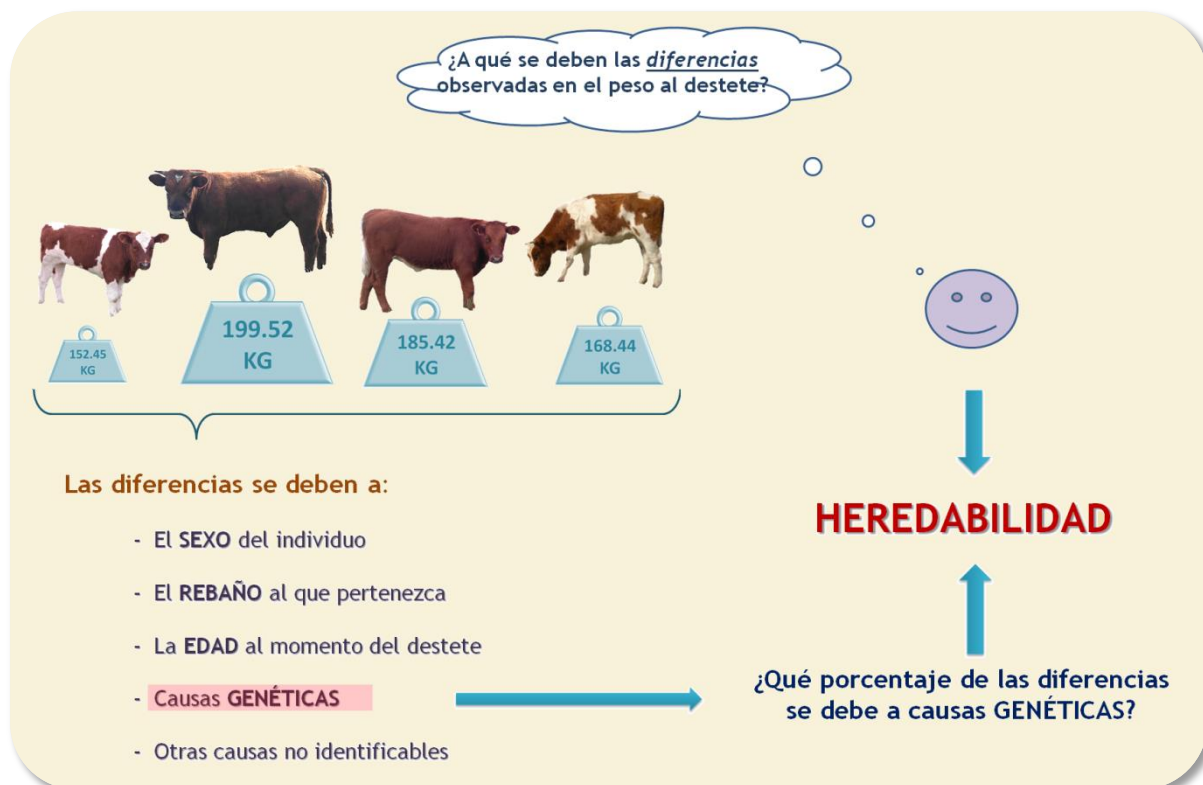 ¿A qué se deben las diferencias
observadas en el peso al destete?
152.45
KG
199.52
KG
185.42
KG
168.44
KG
Las diferencias se deben a:
- El SEXO del individuo
- El REBAÑO al que pertenezca
- La EDAD al momento del destete
- Causas GENÉTICAS
- Otras causas no identificables
HEREDABILIDAD
¿Qué porcentaje de las diferencias
se debe a causas GENÉTICAS?